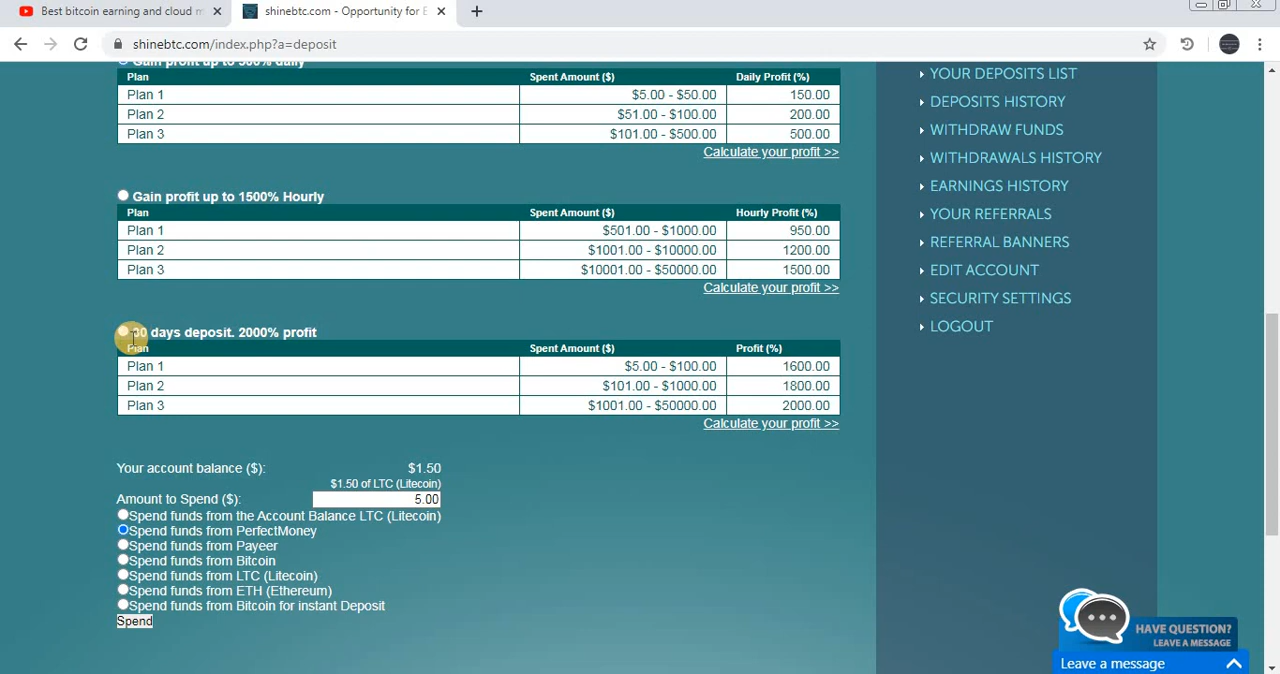 Best bitcoin earning and cloud m
shinebtc.com - Opportunity for E
shinebtc.com/index.php?a=deposit
Gain profit up to 500% daily
Plan Spent Amount ($) Daily Profit (%)
Plan 1 $5.00 - $50.00 150.00
Plan 2 $51.00 - $100.00 200.00
Plan 3 $101.00 - $500.00 500.00
Calculate your profit >>
Gain profit up to 1500% Hourly
Plan Spent Amount ($) Hourly Profit (%)
Plan 1 $501.00 - $1000.00 950.00
Plan 2 $1001.00 - $10000.00 1200.00
Plan 3 $10001.00 - $50000.00 1500.00
Calculate your profit >>
days deposit. 2000% profit
Plan Spent Amount ($) Profit (%)
Plan 1 $5.00 - $100.00 1600.00
Plan 2 $101.00 - $1000.00 1800.00
Plan 3 $1001.00 - $50000.00 2000.00
Calculate your profit >>
Your account balance ($): $1.50
$1.50 of LTC (Litecoin)
Amount to Spend ($): 5.00
Spend funds from the Account Balance LTC (Litecoin)
Spend funds from PerfectMoney
Spend funds from Payeer
Spend funds from Bitcoin
Spend funds from LTC (Litecoin)
Spend funds from ETH (Ethereum)
Spend funds from Bitcoin for instant Deposit
Spend
YOUR DEPOSITS LIST
DEPOSITS HISTORY
WITHDRAW FUNDS
WITHDRAWALS HISTORY
EARNINGS HISTORY
YOUR REFERRALS
REFERRAL BANNERS
EDIT ACCOUNT
SECURITY SETTINGS
LOGOUT
HAVE QUESTION?
LEAVE A MESSAGE
Leave a message